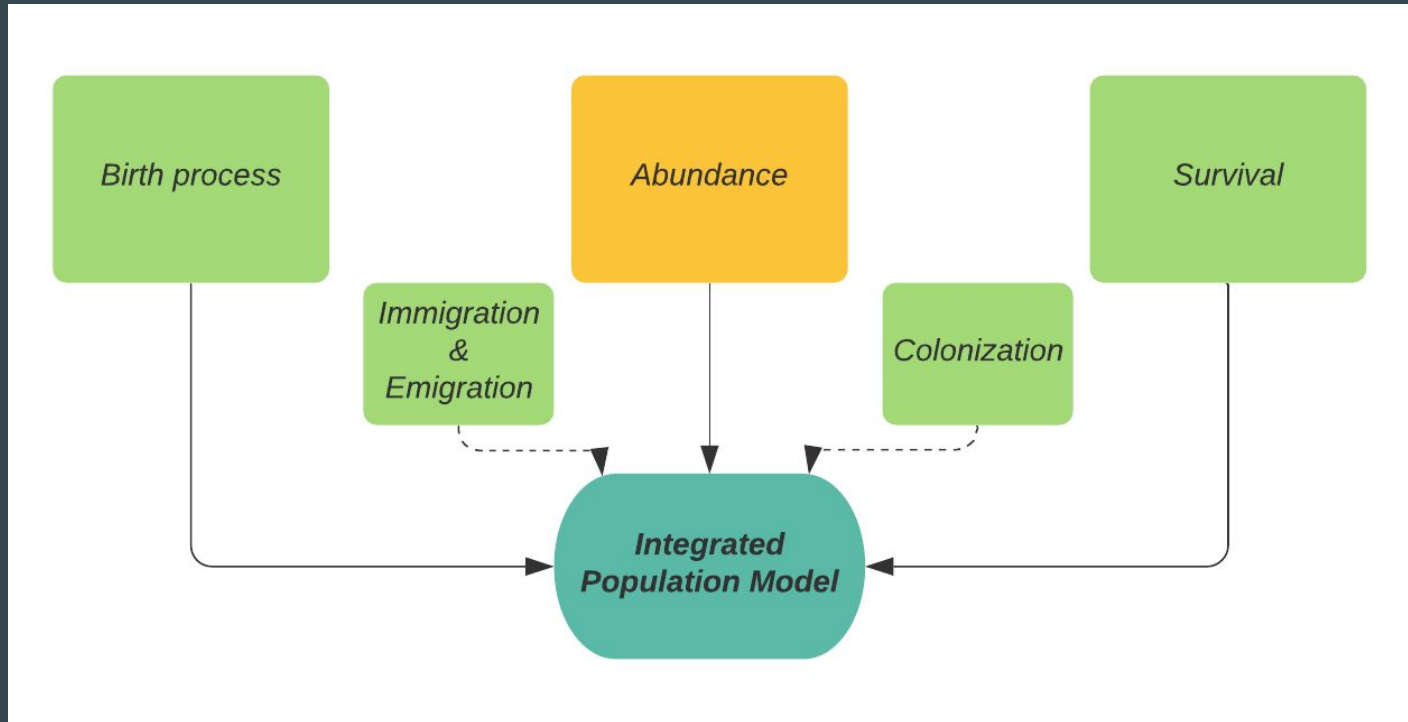 Birth process
Abundance
Survival
Immigration
&
Emigration
Colonization
Integrated
Population Model